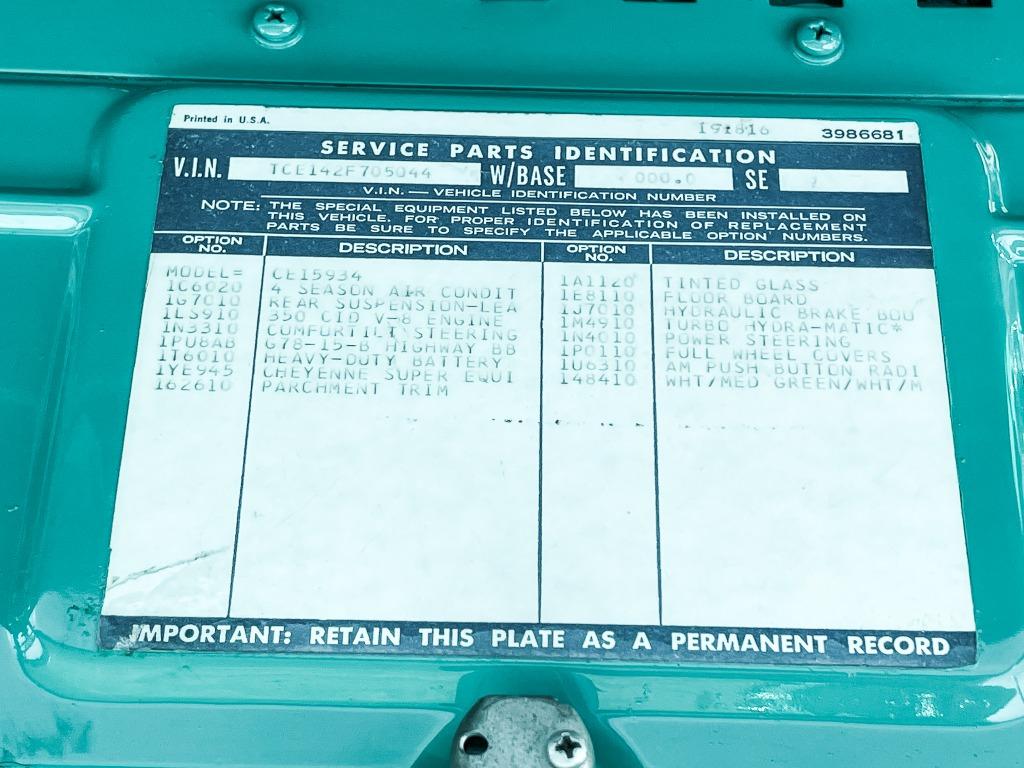 Printed in U.S.A. 3986681
SERVICE PARTS IDENTIFICATION
V.I.N. TCE142F705044 W/BASE 000.0 SE
V.I.N. — VEHICLE IDENTIFICATION NUMBER
NOTE: THE SPECIAL EQUIPMENT LISTED BELOW HAS BEEN INSTALLED ON
THIS VEHICLE. FOR PROPER IDENTIFICATION OF REPLACEMENT
PARTS BE SURE TO SPECIFY THE APPLICABLE OPTION NUMBERS.
OPTION NO. DESCRIPTION OPTION NO. DESCRIPTION
MODEL= CE15934
1C6020 4 SEASON AIR CONDIT 1A1120 TINTED GLASS
1G7010 REAR SUSPENSION-LEA 1E8110 FLOOR BOARD
1LS910 350 CID V-8 ENGINE 1J7010 HYDRAULIC BRAKE BOO
1N3310 COMFORTILT STEERING 1M4910 TURBO HYDRA-MATIC*
1P08AB G78-15-B HIGHWAY BB 1N4010 POWER STEERING
1T6010 HEAVY-DUTY BATTERY 1P0110 FULL WHEEL COVERS
1YE945 CHEYENNE SUPER EQUI 1U6310 AM PUSH BUTTON RADI
162610 PARCHMENT TRIM 148410 WHT/MED GREEN/WHT/M
IMPORTANT: RETAIN THIS PLATE AS A PERMANENT RECORD